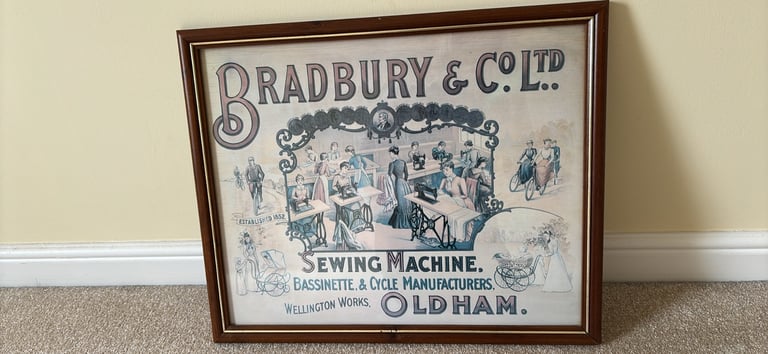 BRADBURY & CO. LTD.
ESTABLISHED 1852.
SEWING MACHINE,
BASSINETTE, & CYCLE MANUFACTURERS,
WELLINGTON WORKS, OLDHAM.